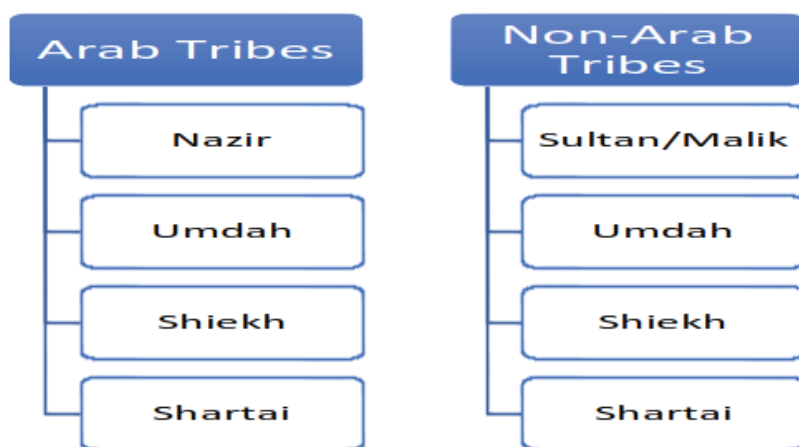 Arab Tribes
Nazir
Umdah
Shiekh
Shartai
Non-Arab
Tribes
Sultan/Malik
Umdah
Shiekh
Shartai